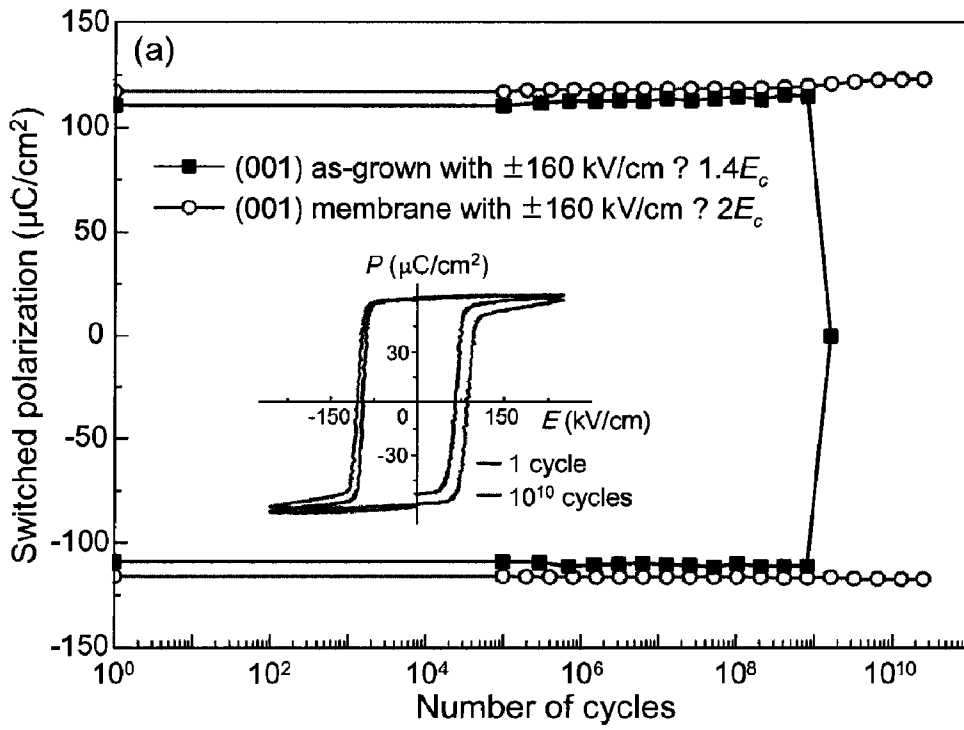 (a)
150
100
50
0
-50
-100
-150
Switched polarization (μC/cm²)
(001) as-grown with ±160 kV/cm ? 1.4E_c
(001) membrane with ±160 kV/cm ? 2E_c
P (μC/cm²)
30
-150
0
150
E (kV/cm)
-30
1 cycle
10¹⁰ cycles
10⁰
10²
10⁴
10⁶
10⁸
10¹⁰
Number of cycles